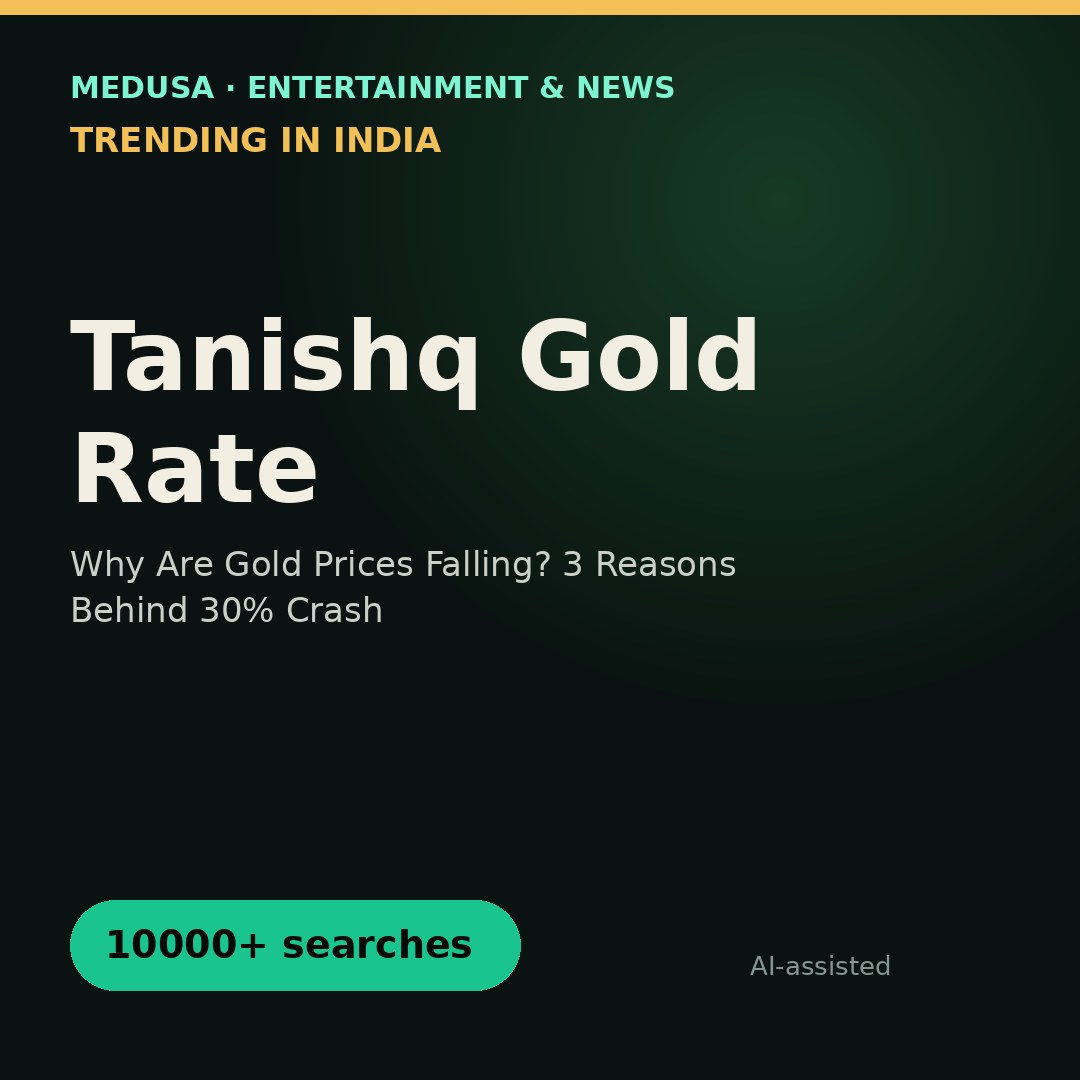 MEDUSA · ENTERTAINMENT & NEWS
TRENDING IN INDIA
Tanishq Gold
Rate
Why Are Gold Prices Falling? 3 Reasons
Behind 30% Crash
10000+ searches
AI-assisted